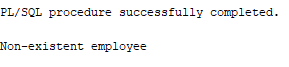 PL/SQL procedure successfully completed.
Non-existent employee